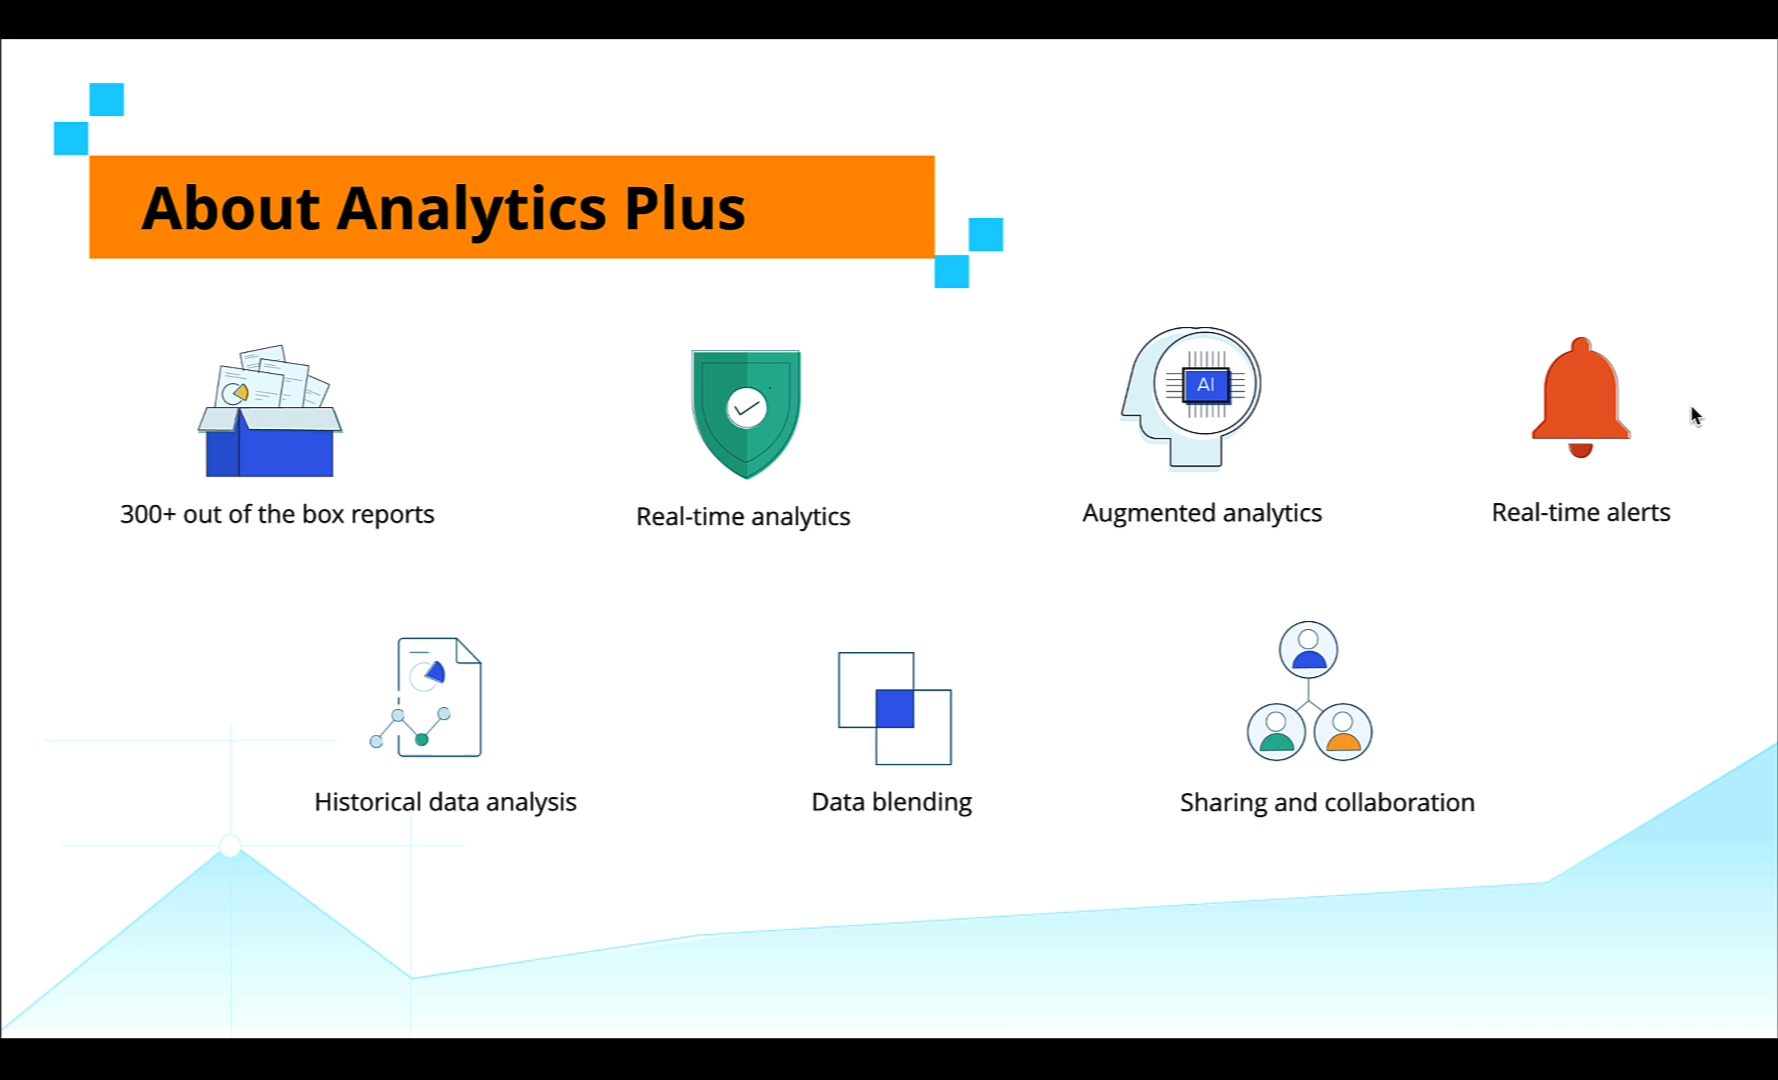 About Analytics Plus
AI
300+ out of the box reports
Real-time analytics
Augmented analytics
Real-time alerts
Historical data analysis
Data blending
Sharing and collaboration